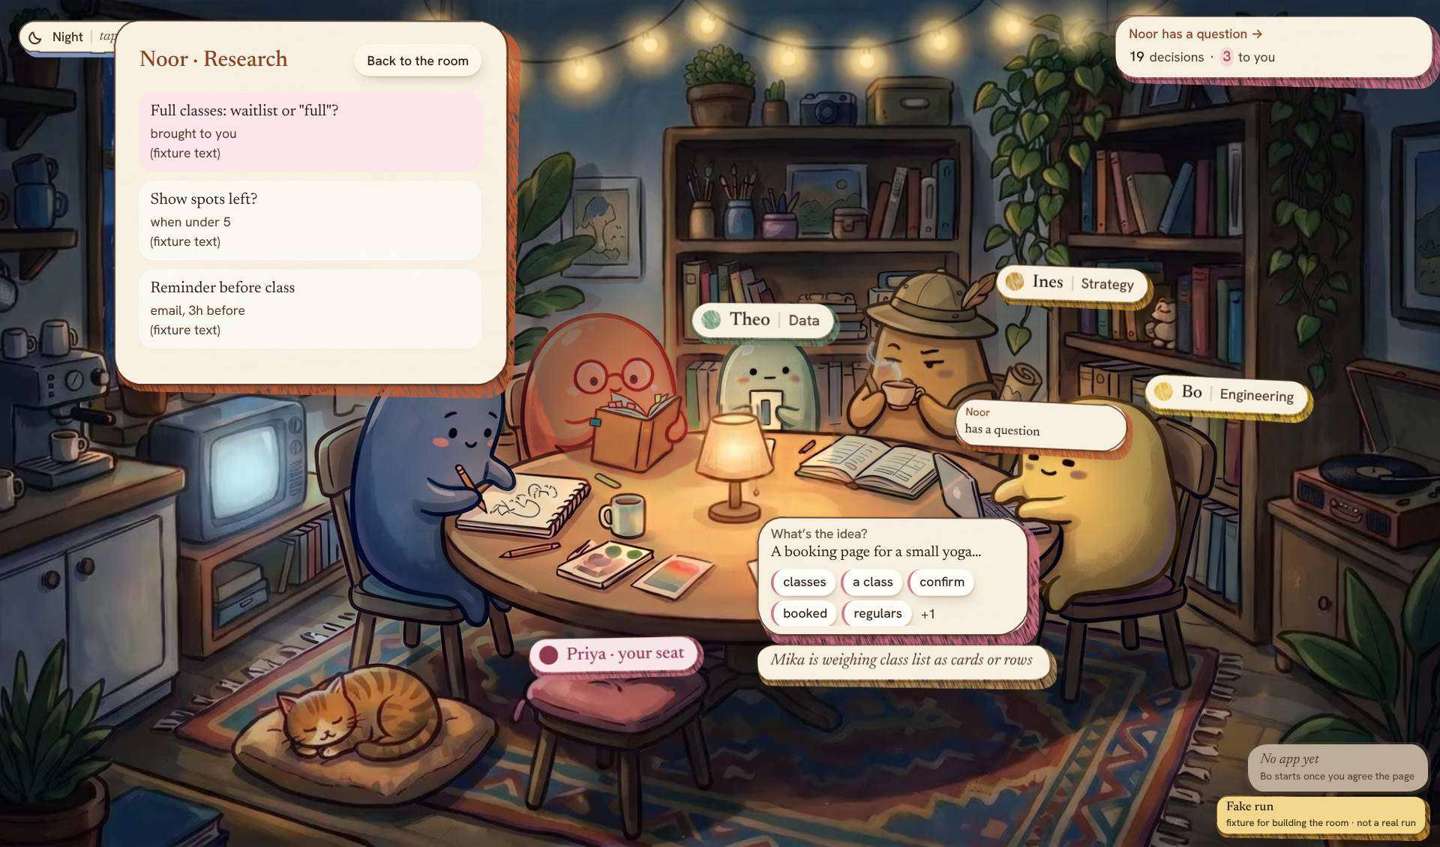 Night | tap
Noor · Research
Back to the room
Full classes: waitlist or "full"?
brought to you
(fixture text)
Show spots left?
when under 5
(fixture text)
Reminder before class
email, 3h before
(fixture text)
Noor has a question →
19 decisions · 3 to you
Ines | Strategy
Theo | Data
Bo | Engineering
Noor
has a question
What's the idea?
A booking page for a small yoga...
classes a class confirm
booked regulars +1
Priya · your seat
Mika is weighing class list as cards or rows
No app yet
Bo starts once you agree the page
Fake run
fixture for building the room · not a real run